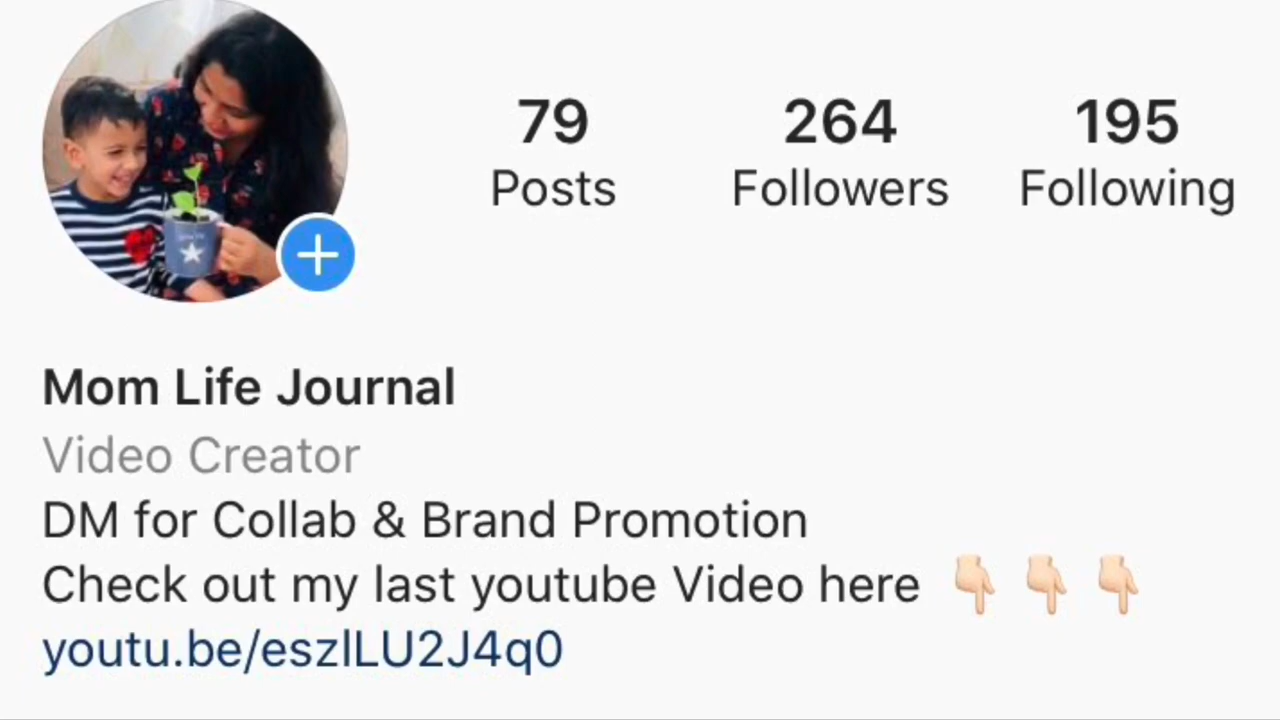 79 264 195
Posts Followers Following
Mom Life Journal
Video Creator
DM for Collab & Brand Promotion
Check out my last youtube Video here 👇🏻 👇🏻 👇🏻
youtu.be/eszlLU2J4q0